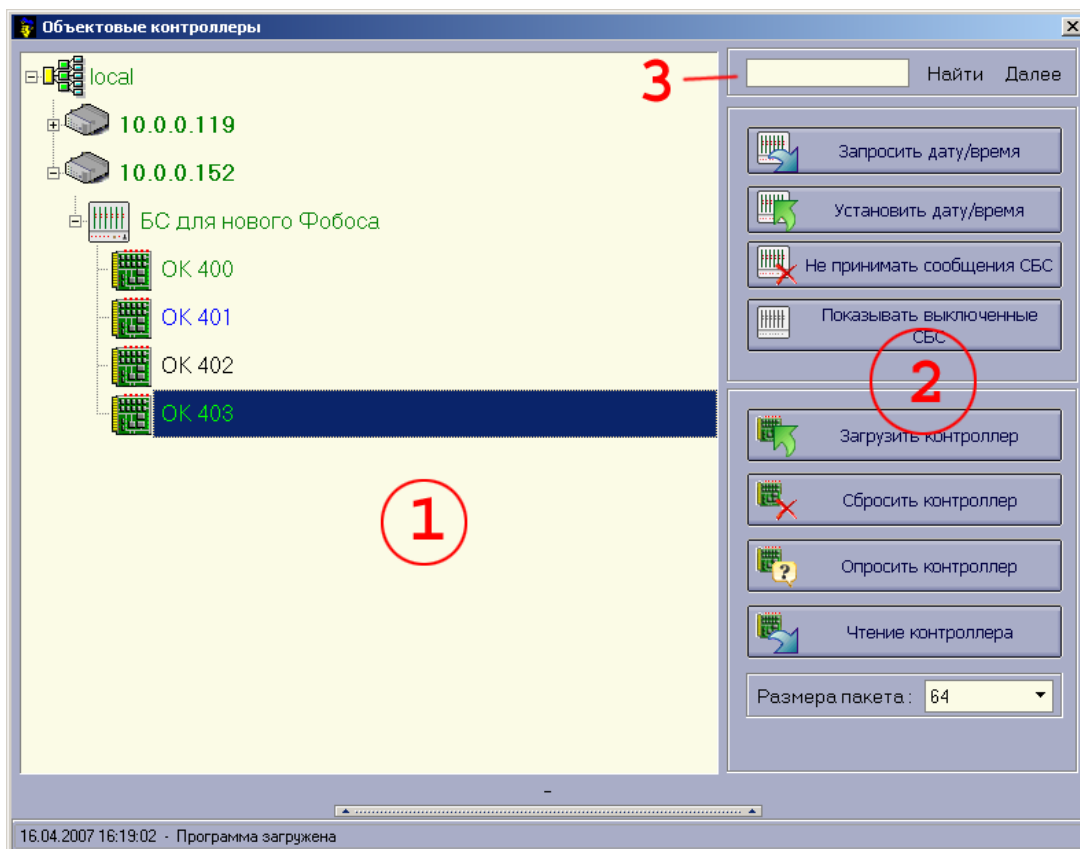 Объектовые контроллеры
local
10.0.0.119
10.0.0.152
БС для нового Фобоса
ОК 400
ОК 401
ОК 402
ОК 403
1
3
Найти Далее
Запросить дату/время
Установить дату/время
Не принимать сообщения СБС
Показывать выключенные
СБС
2
Загрузить контроллер
Сбросить контроллер
Опросить контроллер
Чтение контроллера
Размера пакета: 64
-
16.04.2007 16:19:02 - Программа загружена